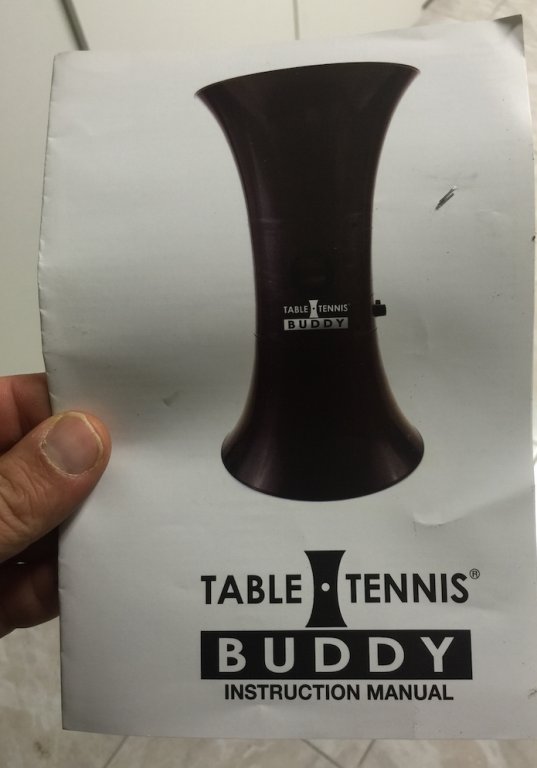 TABLE TENNIS
BUDDY
TABLE TENNIS®
BUDDY
INSTRUCTION MANUAL